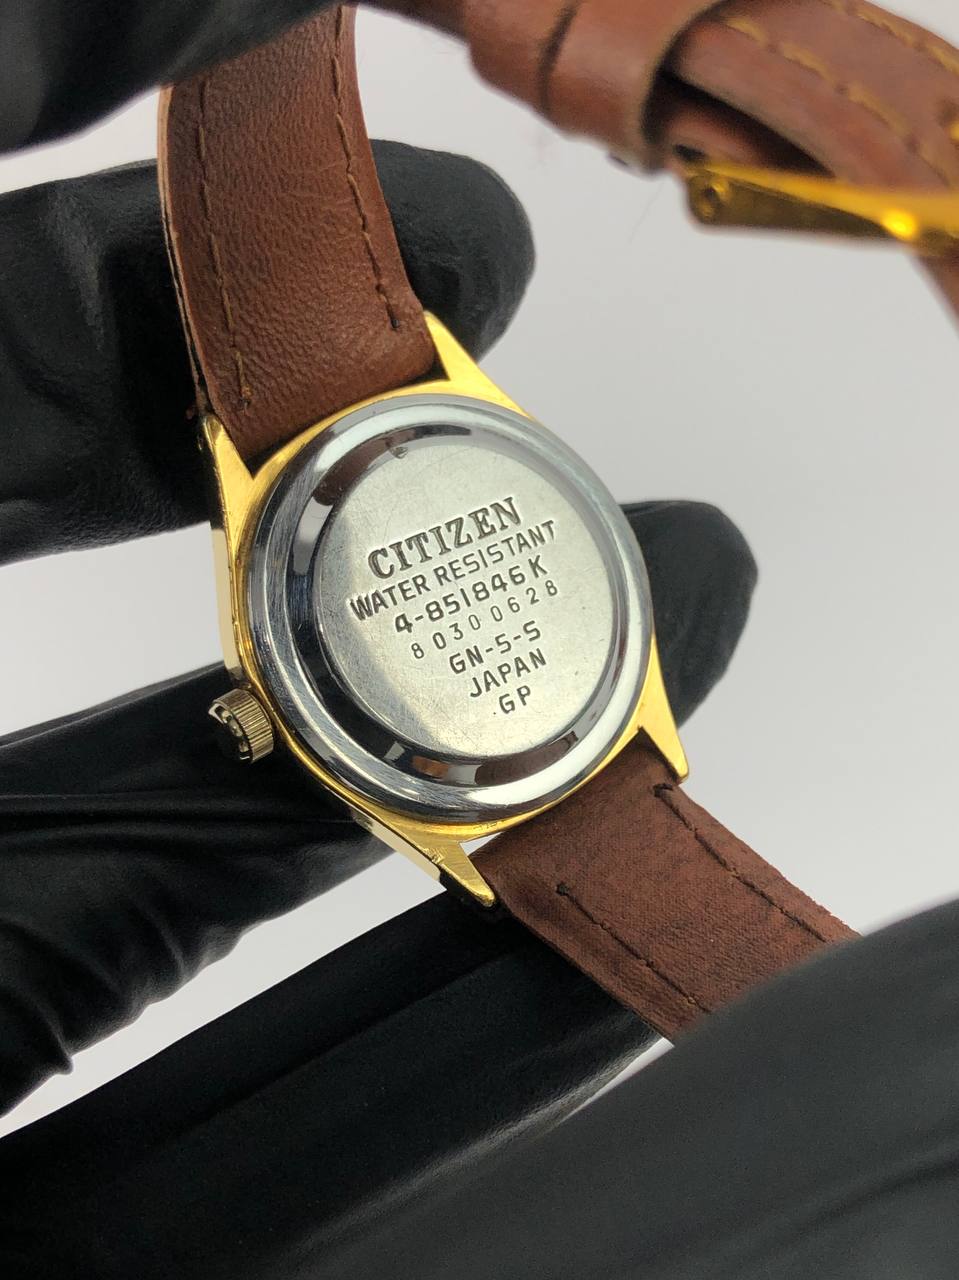 CITIZEN
WATER RESISTANT
4-851846 K
80300628
GN-5-S
JAPAN
GP